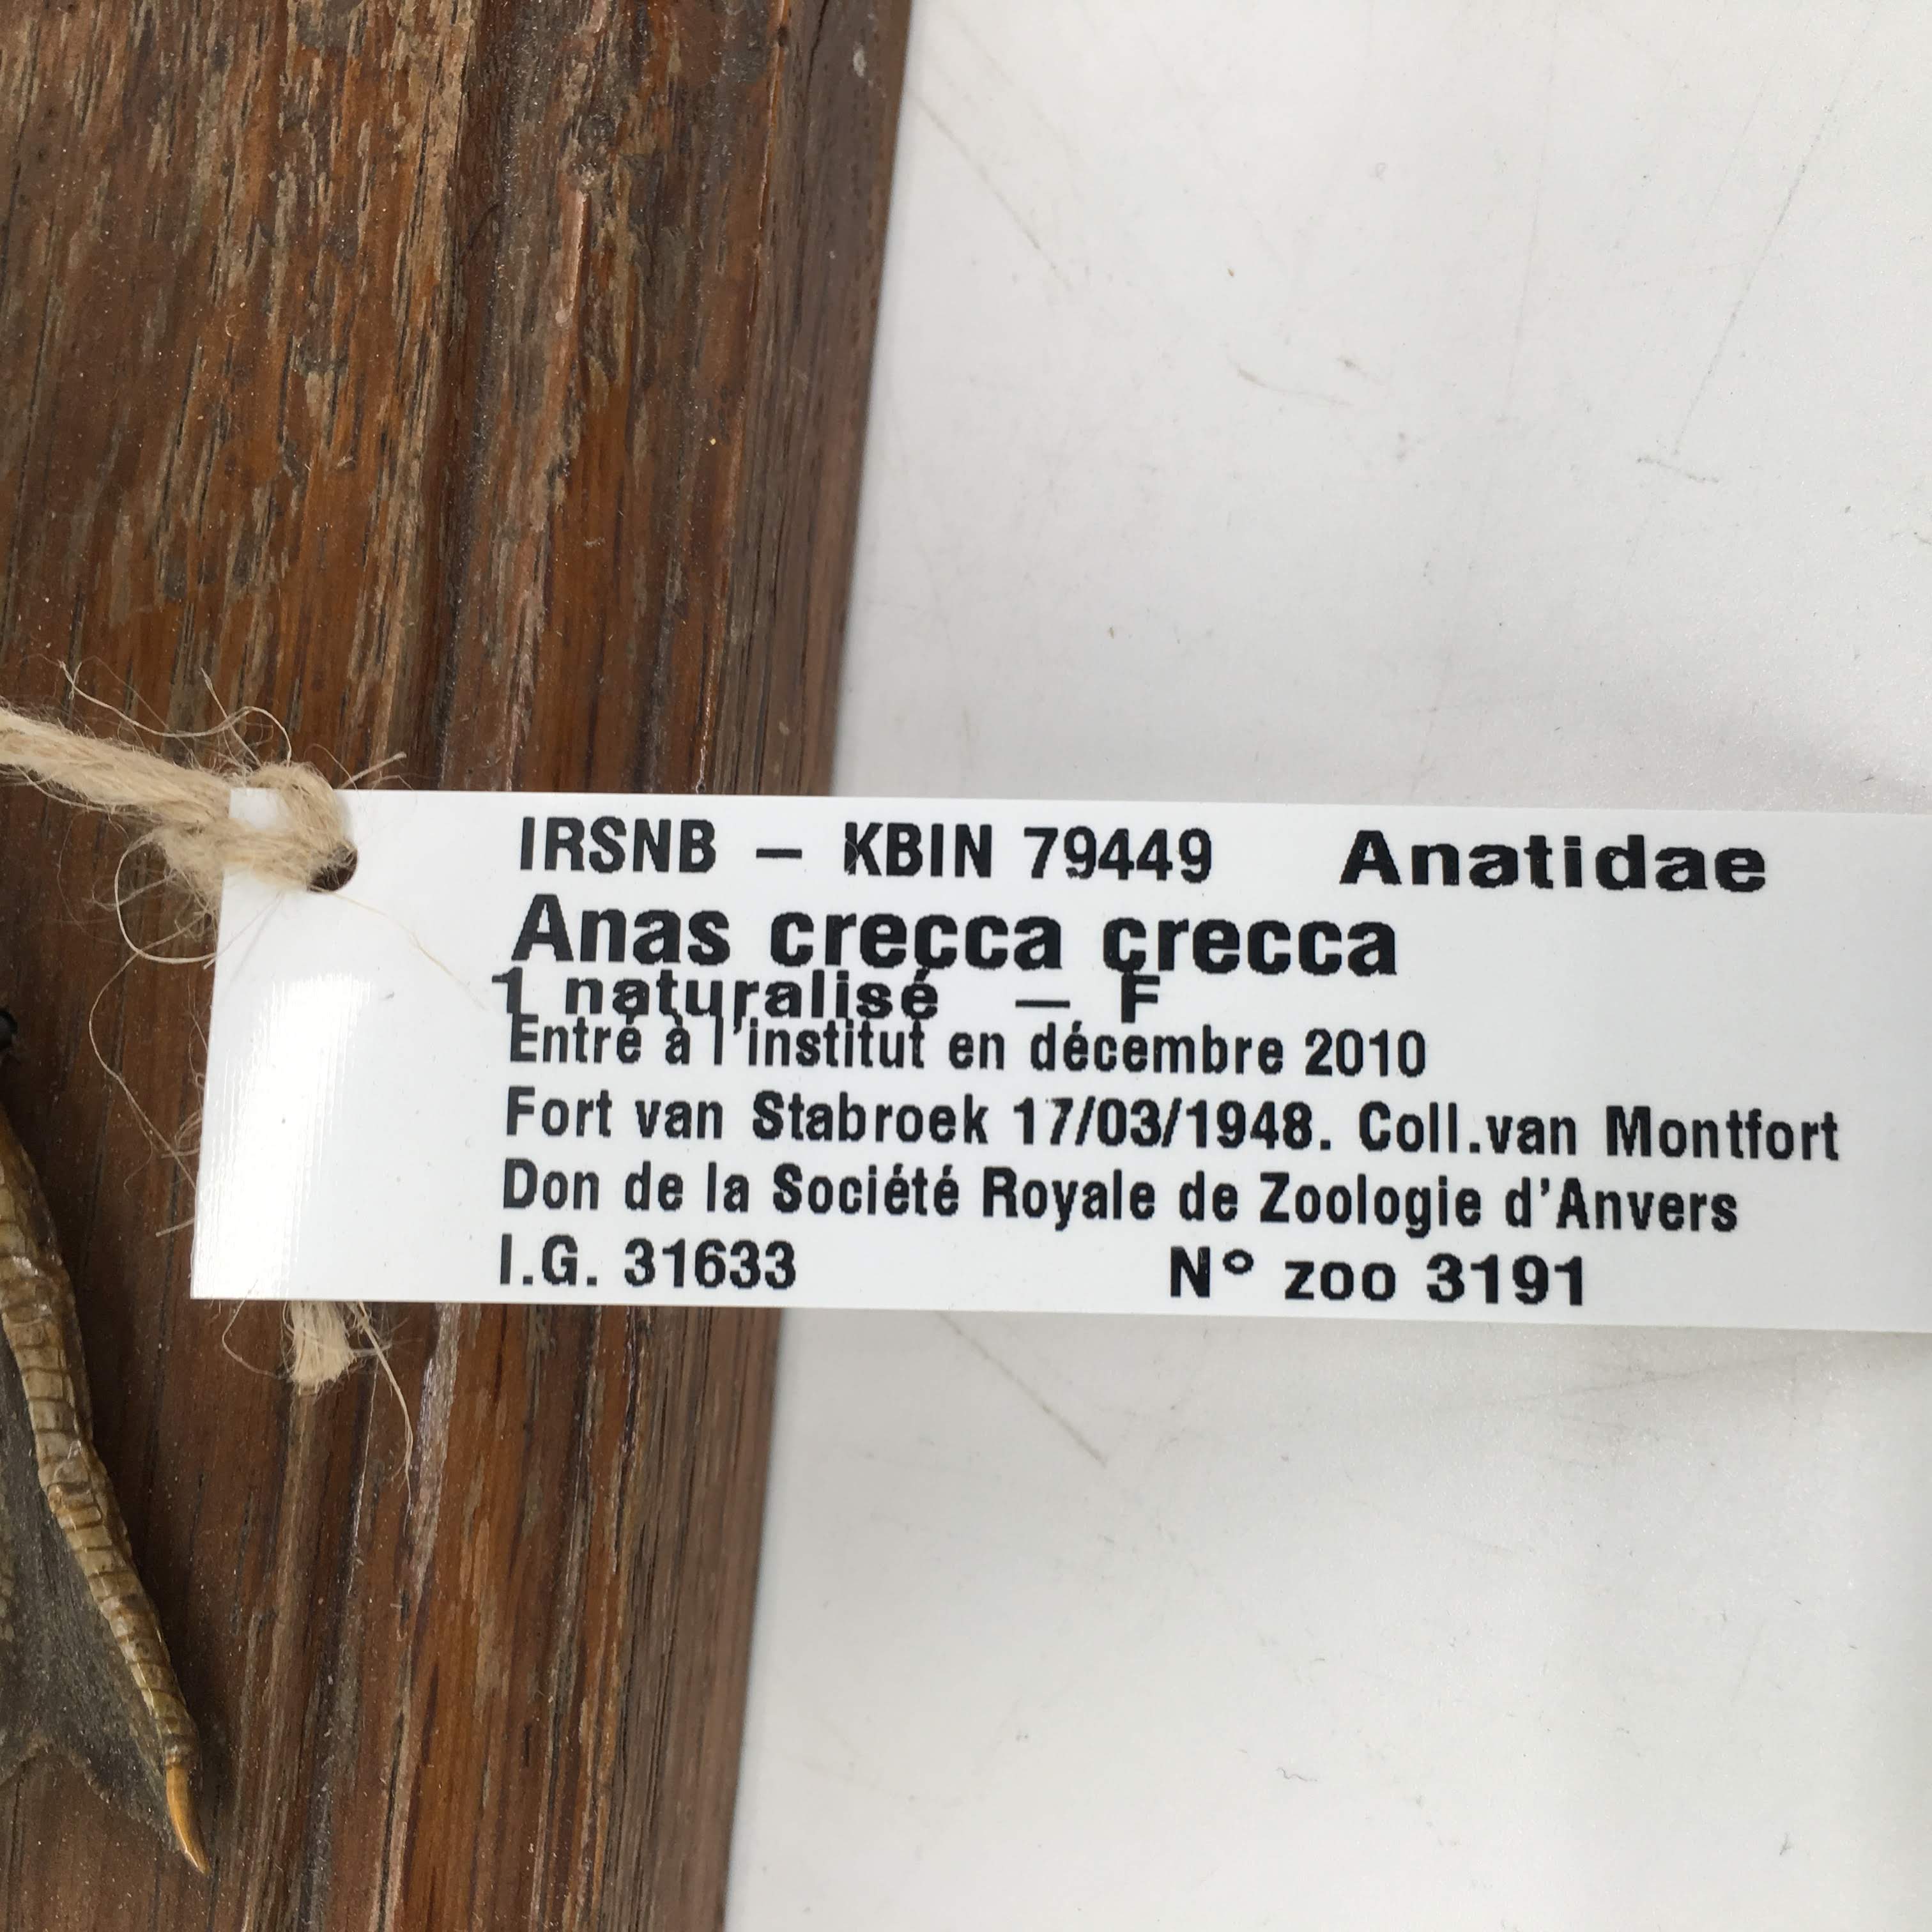 IRSNB – KBIN 79449 Anatidae
Anas crecca crecca
1 naturalisé – F
Entré à l'institut en décembre 2010
Fort van Stabroek 17/03/1948. Coll.van Montfort
Don de la Société Royale de Zoologie d'Anvers
I.G. 31633 N° zoo 3191